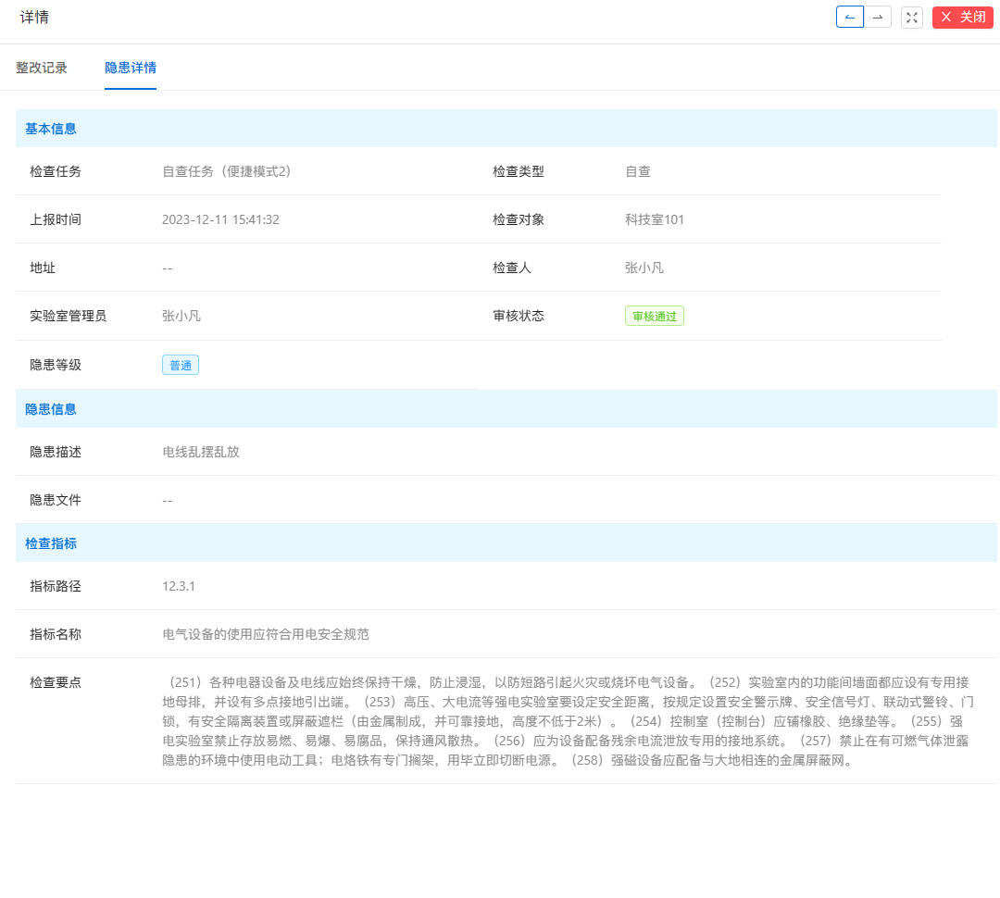 详情
关闭
整改记录 隐患详情
基本信息
检查任务 自查任务（便捷模式2） 检查类型 自查
上报时间 2023-12-11 15:41:32 检查对象 科技室101
地址 -- 检查人 张小凡
实验室管理员 张小凡 审核状态 审核通过
隐患等级 普通
隐患信息
隐患描述 电线乱摆乱放
隐患文件 --
检查指标
指标路径 12.3.1
指标名称 电气设备的使用应符合用电安全规范
检查要点 （251）各种电器设备及电线应始终保持干燥，防止浸湿，以防短路引起火灾或烧坏电气设备。（252）实验室内的功能间墙面都应设有专用接
地母排，并设有多点接地引出端。（253）高压、大电流等强电实验室要设定安全距离，按规定设置安全警示牌、安全信号灯、联动式警铃、门
锁，有安全隔离装置或屏蔽遮栏（由金属制成，并可靠接地，高度不低于2米）。（254）控制室（控制台）应铺橡胶、绝缘垫等。（255）强
电实验室禁止存放易燃、易爆、易腐品，保持通风散热。（256）应为设备配备残余电流泄放专用的接地系统。（257）禁止在有可燃气体泄露
隐患的环境中使用电动工具；电烙铁有专门搁架，用毕立即切断电源。（258）强磁设备应配备与大地相连的金属屏蔽网。